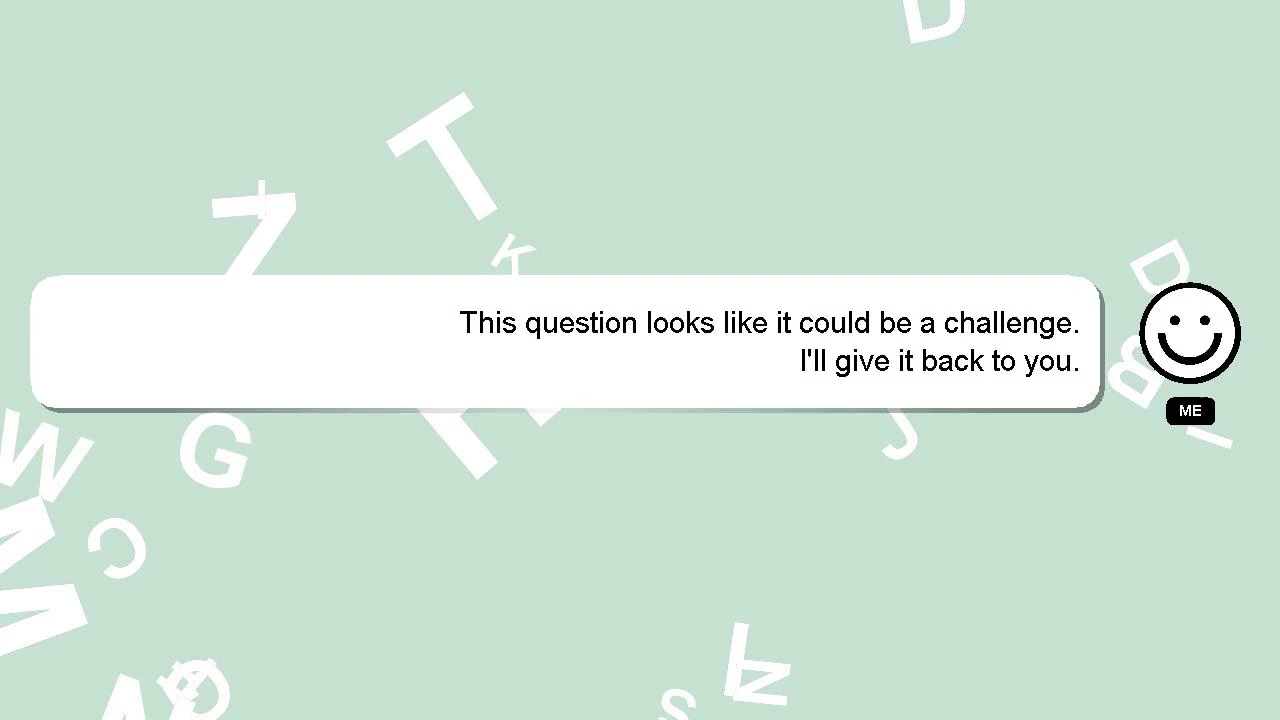 This question looks like it could be a challenge.
I'll give it back to you.
ME